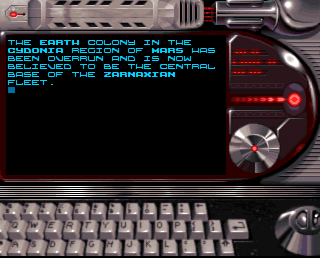 THE EARTH COLONY IN THE
CYDONIA REGION OF MARS HAS
BEEN OVERRUN AND IS NOW
BELIEVED TO BE THE CENTRAL
BASE OF THE ZARNAXIAN
FLEET.